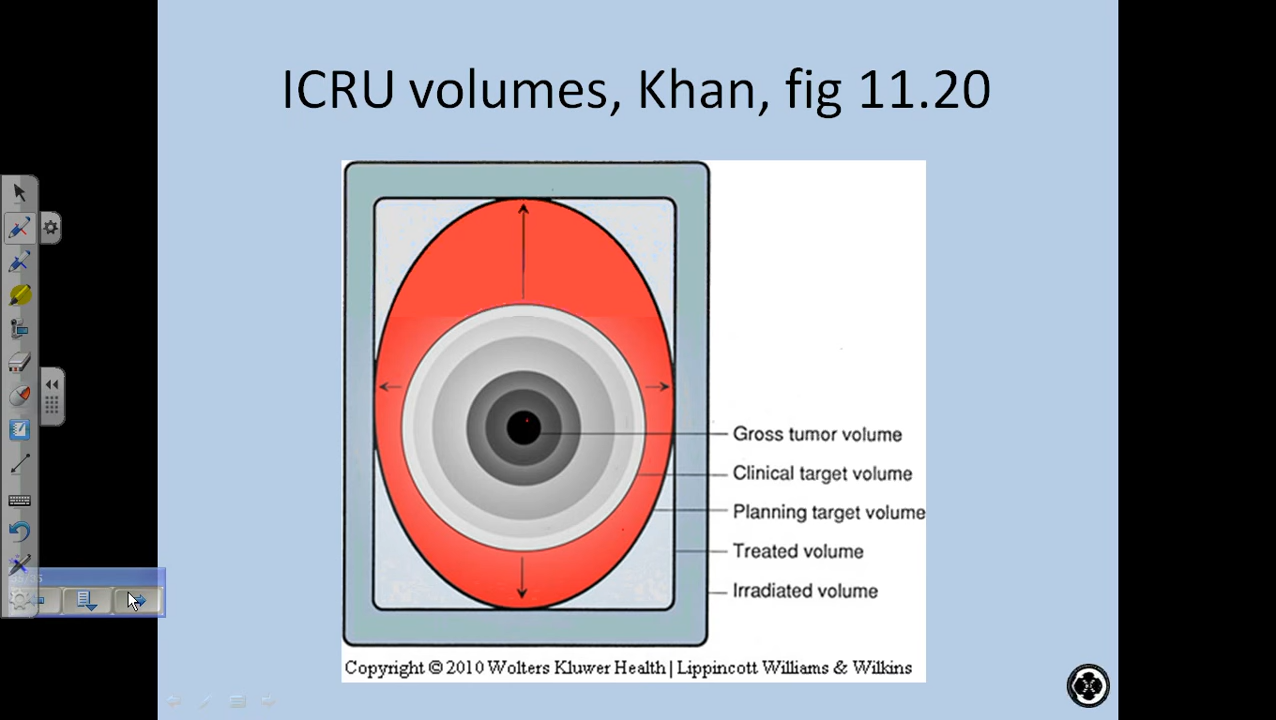 ICRU volumes, Khan, fig 11.20
Gross tumor volume
Clinical target volume
Planning target volume
Treated volume
Irradiated volume
Copyright © 2010 Wolters Kluwer Health | Lippincott Williams & Wilkins